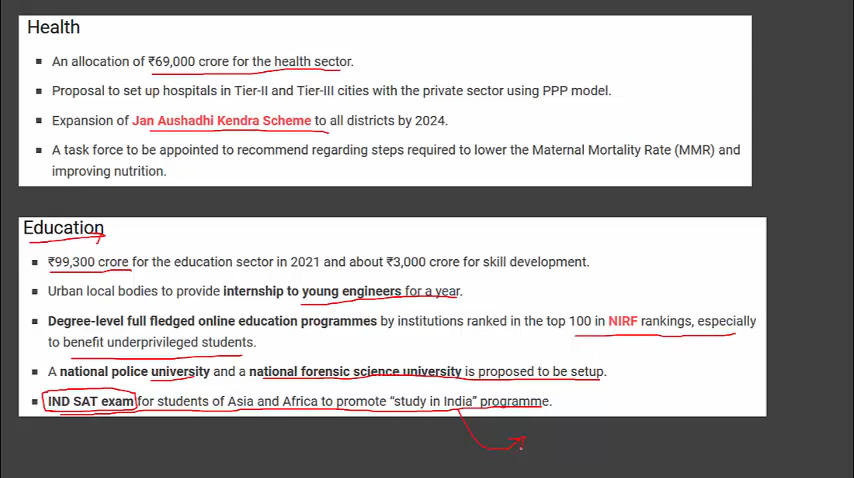 Health
An allocation of ₹69,000 crore for the health sector.
Proposal to set up hospitals in Tier-II and Tier-III cities with the private sector using PPP model.
Expansion of Jan Aushadhi Kendra Scheme to all districts by 2024.
A task force to be appointed to recommend regarding steps required to lower the Maternal Mortality Rate (MMR) and
improving nutrition.
Education
₹99,300 crore for the education sector in 2021 and about ₹3,000 crore for skill development.
Urban local bodies to provide internship to young engineers for a year.
Degree-level full fledged online education programmes by institutions ranked in the top 100 in NIRF rankings, especially
to benefit underprivileged students.
A national police university and a national forensic science university is proposed to be setup.
IND SAT exam for students of Asia and Africa to promote “study in India” programme.